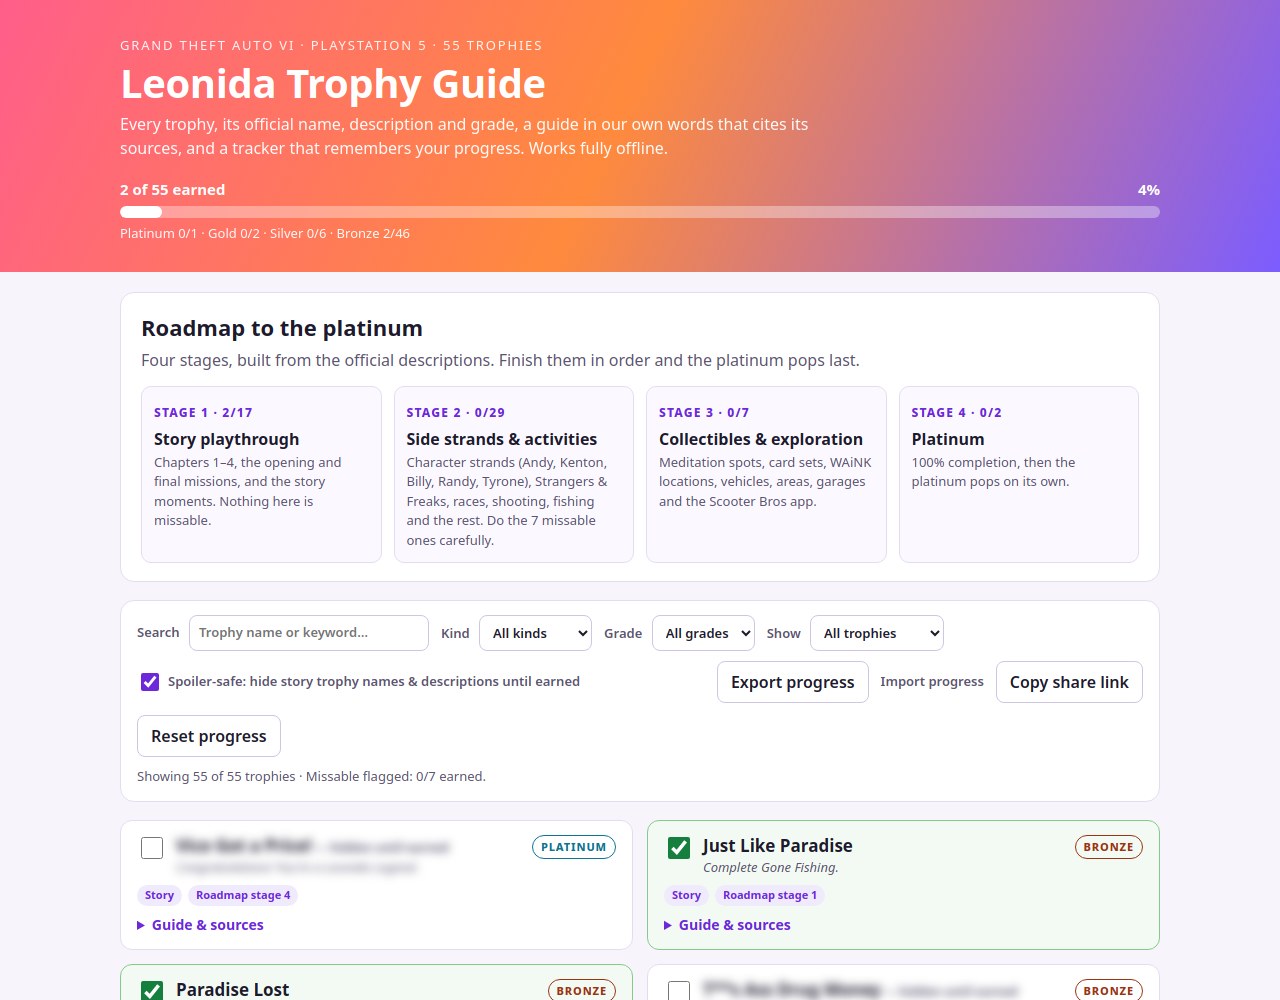 GRAND THEFT AUTO VI · PLAYSTATION 5 · 55 TROPHIES
Leonida Trophy Guide
Every trophy, its official name, description and grade, a guide in our own words that cites its
sources, and a tracker that remembers your progress. Works fully offline.
2 of 55 earned
4%
Platinum 0/1 · Gold 0/2 · Silver 0/6 · Bronze 2/46
Roadmap to the platinum
Four stages, built from the official descriptions. Finish them in order and the platinum pops last.
STAGE 1 · 2/17
Story playthrough
Chapters 1–4, the opening and
final missions, and the story
moments. Nothing here is
missable.
STAGE 2 · 0/29
Side strands & activities
Character strands (Andy, Kenton,
Billy, Randy, Tyrone), Strangers &
Freaks, races, shooting, fishing
and the rest. Do the 7 missable
ones carefully.
STAGE 3 · 0/7
Collectibles & exploration
Meditation spots, card sets, WAiNK
locations, vehicles, areas, garages
and the Scooter Bros app.
STAGE 4 · 0/2
Platinum
100% completion, then the
platinum pops on its own.
Search
Trophy name or keyword...
Kind
All kinds
Grade
All grades
Show
All trophies
Spoiler-safe: hide story trophy names & descriptions until earned
Export progress
Import progress
Copy share link
Reset progress
Showing 55 of 55 trophies · Missable flagged: 0/7 earned.
PLATINUM
Story
Roadmap stage 4
Guide & sources
Just Like Paradise
BRONZE
Complete Gone Fishing.
Story
Roadmap stage 1
Guide & sources
Paradise Lost
BRONZE
BRONZE